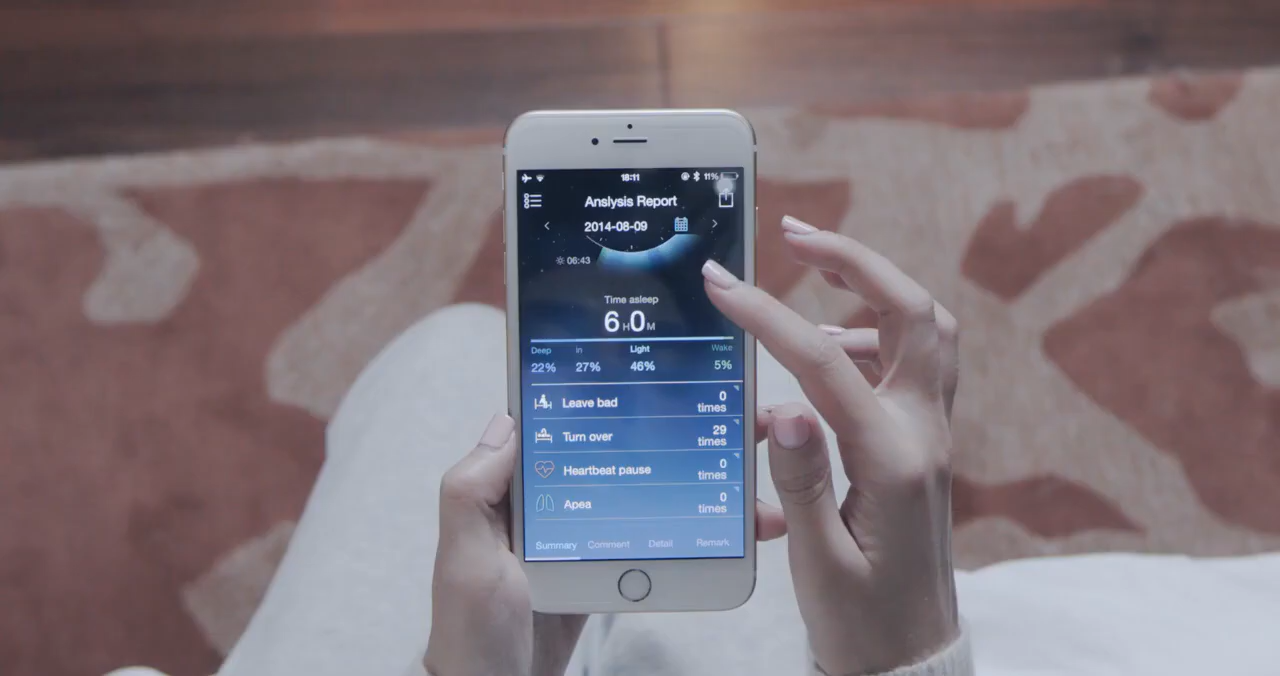 18:11 11%
Anslysis Report
2014-08-09
06:43
Time asleep
6H0M
Deep in Light Wake
22% 27% 46% 5%
Leave bad 0 times
Turn over 29 times
Heartbeat pause 0 times
Apea 0 times
Summary Comment Detail Remark